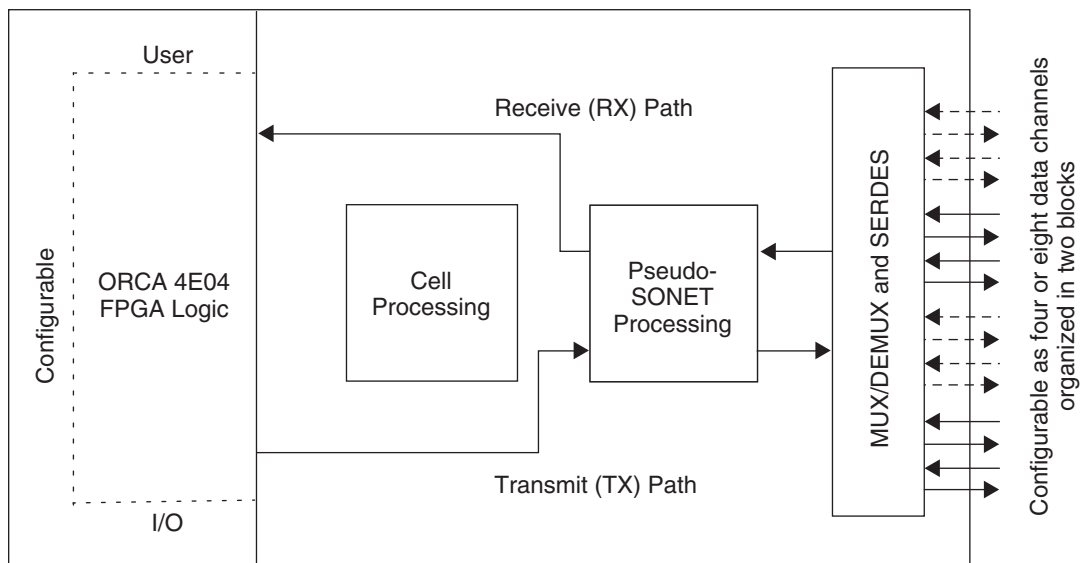 User
Configurable
ORCA 4E04
FPGA Logic
I/O
Receive (RX) Path
Cell
Processing
Pseudo-
SONET
Processing
Transmit (TX) Path
MUX/DEMUX and SERDES
Configurable as four or eight data channels
organized in two blocks